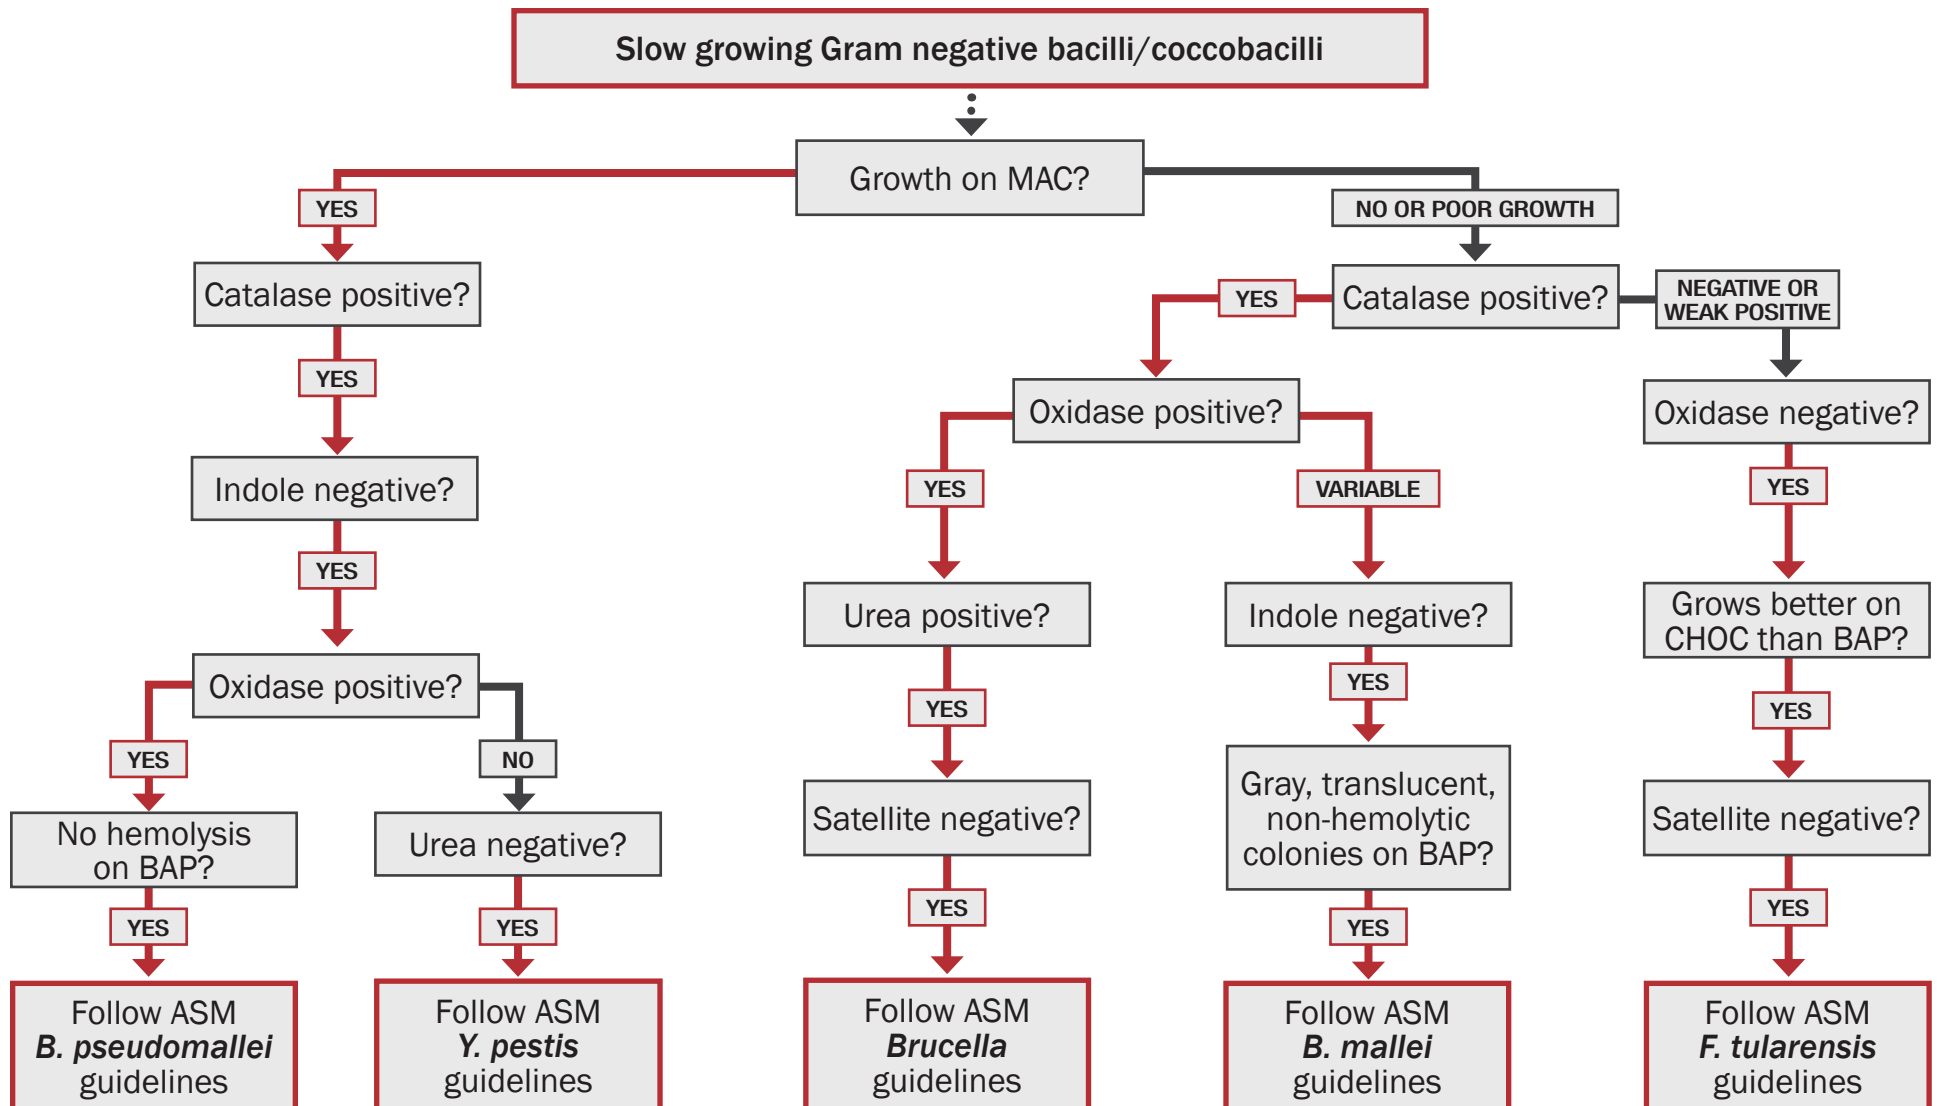 Slow growing Gram negative bacilli/coccobacilli
Growth on MAC?
YES
NO OR POOR GROWTH
Catalase positive?
YES
Indole negative?
YES
Oxidase positive?
YES
NO
No hemolysis
on BAP?
YES
Follow ASM
B. pseudomallei
guidelines
Urea negative?
YES
Follow ASM
Y. pestis
guidelines
Catalase positive?
YES
NEGATIVE OR
WEAK POSITIVE
Oxidase positive?
YES
VARIABLE
Urea positive?
YES
Satellite negative?
YES
Follow ASM
Brucella
guidelines
Indole negative?
YES
Gray, translucent,
non-hemolytic
colonies on BAP?
YES
Follow ASM
B. mallei
guidelines
Oxidase negative?
YES
Grows better on
CHOC than BAP?
YES
Satellite negative?
YES
Follow ASM
F. tularensis
guidelines